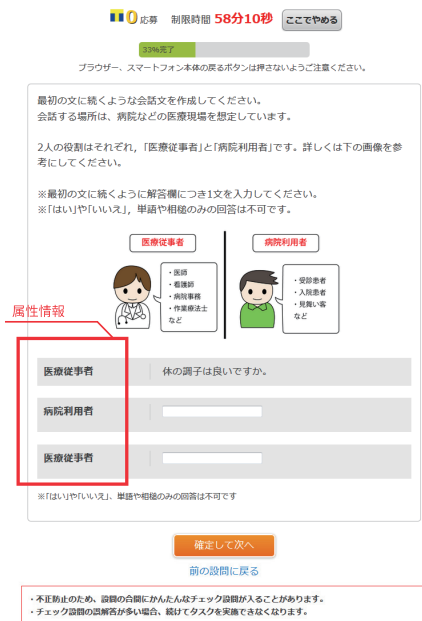 0 応募 制限時間 58分10秒 ここでやめる
33%完了
ブラウザー、スマートフォン本体の戻るボタンは押さないようご注意ください。
最初の文に続くような会話文を作成してください。
会話する場所は、病院などの医療現場を想定しています。
2人の役割はそれぞれ，「医療従事者」と「病院利用者」です。詳しくは下の画像を参
考にしてください。
※最初の文に続くように解答欄につき1文を入力してください。
※「はい」や「いいえ」，単語や相槌のみの回答は不可です。
医療従事者
・医師
・看護師
・病院事務
・作業療法士
など
病院利用者
・受診患者
・入院患者
・見舞い客
など
属性情報
医療従事者 体の調子は良いですか。
病院利用者
医療従事者
※「はい」や「いいえ」、単語や相槌のみの回答は不可です
確定して次へ
前の設問に戻る
・不正防止のため、設問の合間にかんたんなチェック設問が入ることがあります。
・チェック設問の誤解答が多い場合、続けてタスクを実施できなくなります。